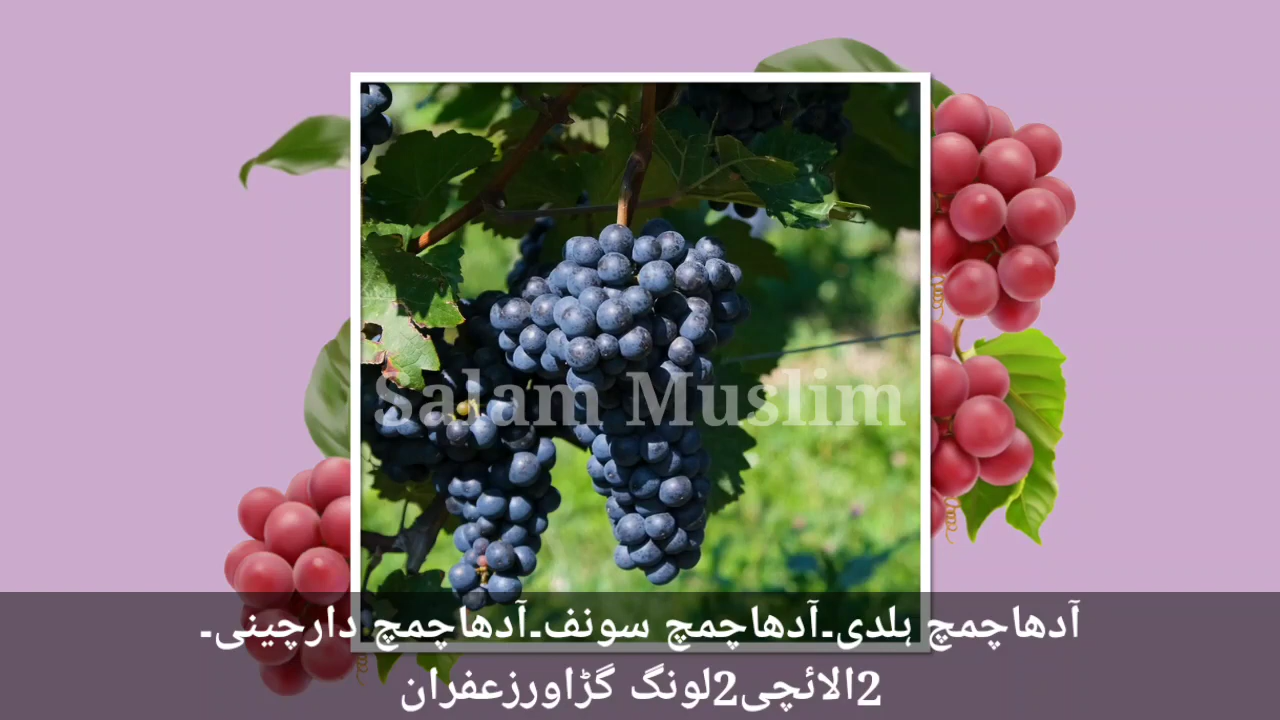 Salam Muslim
آدھاچمچ ہلدی۔آدھاچمچ سونف۔آدھاچمچ دارچینی۔
2الائچی2لونگ گڑاورزعفران